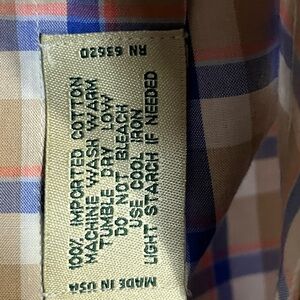 RN 63620
100% IMPORTED COTTON
MACHINE WASH WARM
TUMBLE DRY LOW
DO NOT BLEACH
USE COOL IRON
LIGHT STARCH IF NEEDED
MADE IN USA